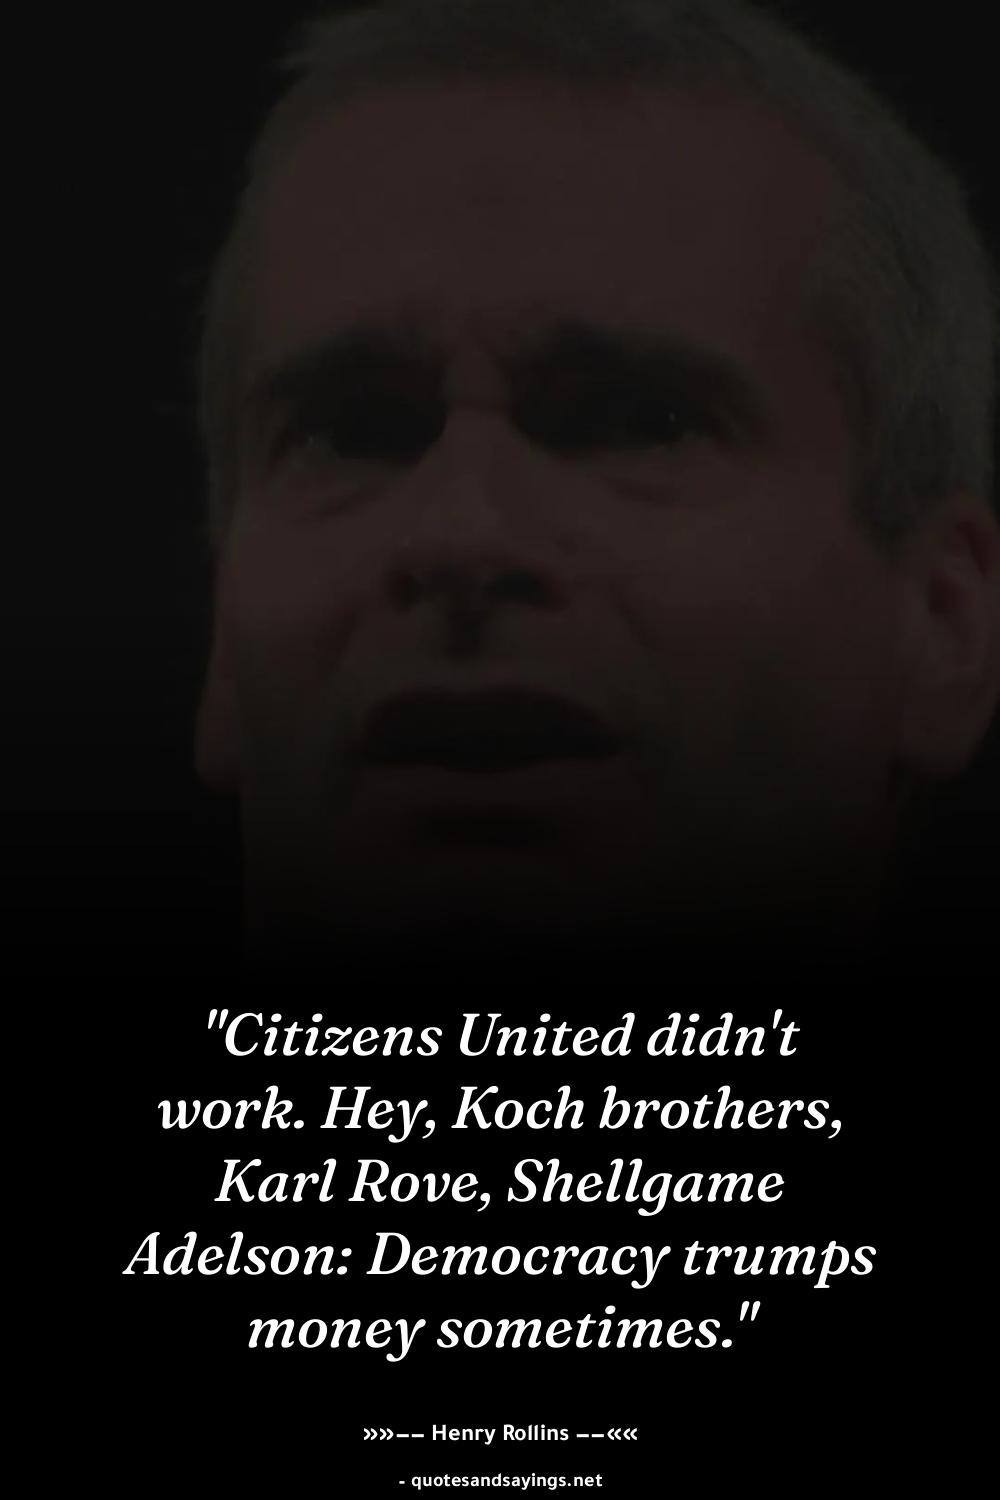 "Citizens United didn't
work. Hey, Koch brothers,
Karl Rove, Shellgame
Adelson: Democracy trumps
money sometimes."
»»–– Henry Rollins ––««
- quotesandsayings.net